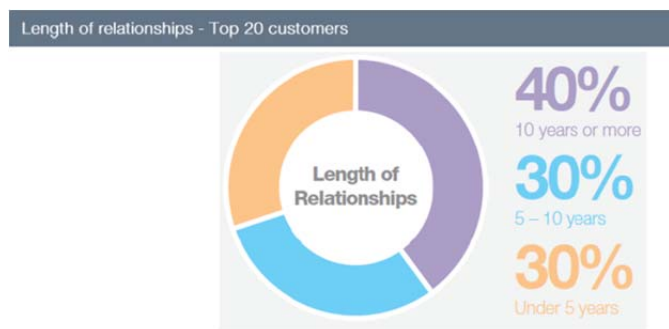 Length of relationships - Top 20 customers
Length of
Relationships
40%
10 years or more
30%
5 – 10 years
30%
Under 5 years